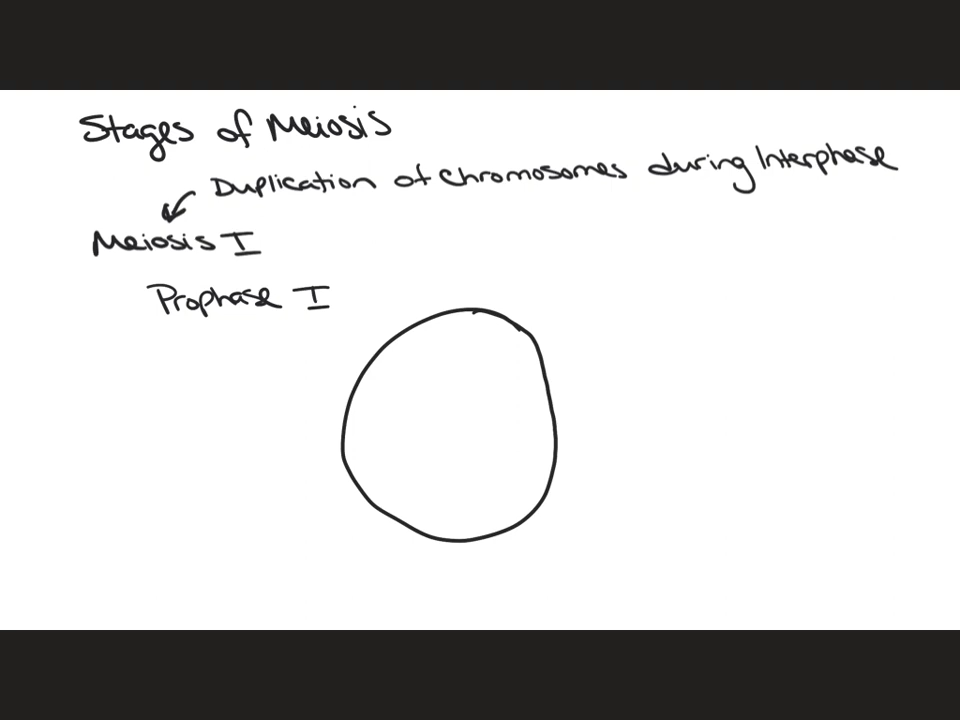 Stages of Meiosis
Duplication of Chromosomes during Interphase
Meiosis I
Prophase I